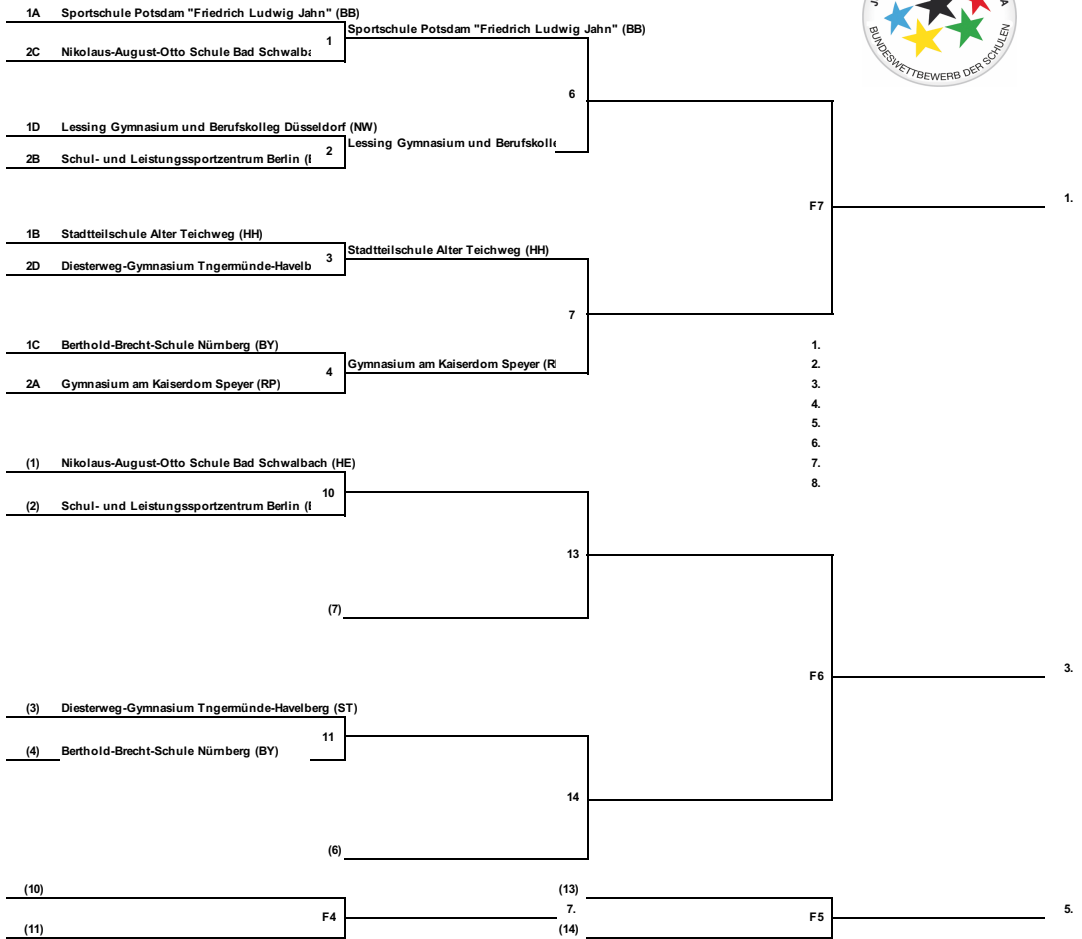 1A Sportschule Potsdam "Friedrich Ludwig Jahn" (BB)
1 Sportschule Potsdam "Friedrich Ludwig Jahn" (BB)
2C Nikolaus-August-Otto Schule Bad Schwalba
BUNDESWETTBEWERB DER SCHULEN
6
1D Lessing Gymnasium und Berufskolleg Düsseldorf (NW)
2 Lessing Gymnasium und Berufskolle
2B Schul- und Leistungssportzentrum Berlin (
F7
1.
1B Stadtteilschule Alter Teichweg (HH)
3 Stadtteilschule Alter Teichweg (HH)
2D Diesterweg-Gymnasium Tngermünde-Havelb
7
1C Berthold-Brecht-Schule Nürnberg (BY)
4 Gymnasium am Kaiserdom Speyer (R
2A Gymnasium am Kaiserdom Speyer (RP)
1.
2.
3.
4.
5.
6.
7.
8.
(1) Nikolaus-August-Otto Schule Bad Schwalbach (HE)
10
(2) Schul- und Leistungssportzentrum Berlin (
13
(7)
F6
3.
(3) Diesterweg-Gymnasium Tngermünde-Havelberg (ST)
11
(4) Berthold-Brecht-Schule Nürnberg (BY)
14
(6)
(10) (13)
F4 7. F5 5.
(11) (14)